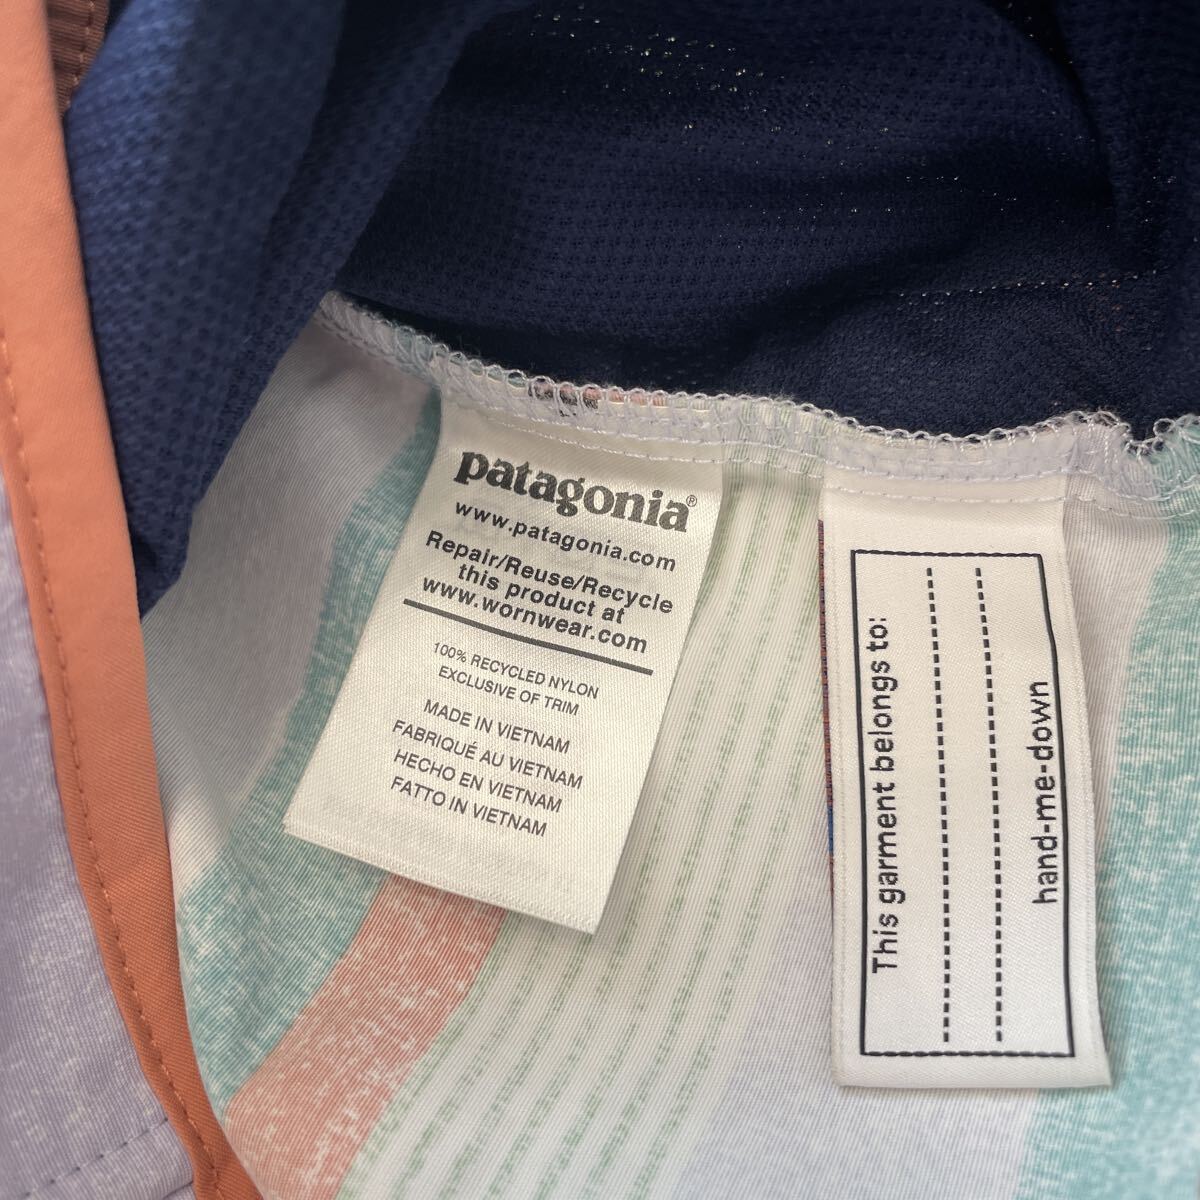 patagonia®
www.patagonia.com
Repair/Reuse/Recycle
this product at
www.wornwear.com
100% RECYCLED NYLON
EXCLUSIVE OF TRIM
MADE IN VIETNAM
FABRIQUÉ AU VIETNAM
HECHO EN VIETNAM
FATTO IN VIETNAM
This garment belongs to:
hand-me-down